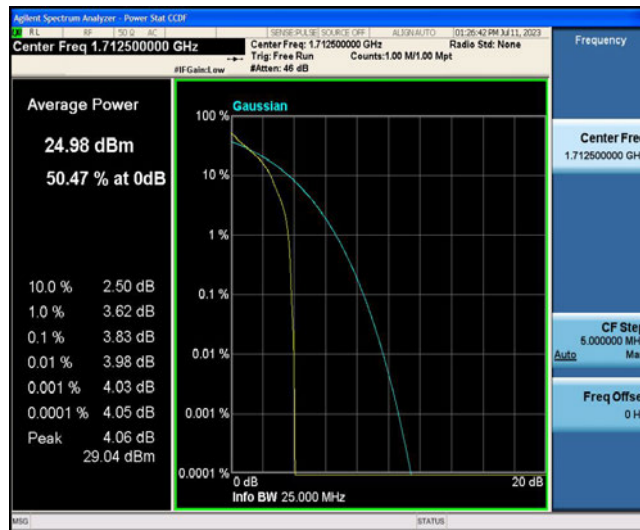 Agilent Spectrum Analyzer - Power Stat CCDF
RL RF 50 Ω AC SENSE:PULSE SOURCE OFF ALIGN AUTO 01:26:42 PM Jul 11, 2023
Center Freq 1.712500000 GHz
Center Freq: 1.712500000 GHz Radio Std: None
Trig: Free Run Counts:1.00 M/1.00 Mpt
#IFGain:Low #Atten: 46 dB
Frequency
Average Power
24.98 dBm
50.47 % at 0dB
10.0 % 2.50 dB
1.0 % 3.62 dB
0.1 % 3.83 dB
0.01 % 3.98 dB
0.001 % 4.03 dB
0.0001 % 4.05 dB
Peak 4.06 dB
29.04 dBm
Gaussian
100 %
10 %
1 %
0.1 %
0.01 %
0.001 %
0.0001 %
0 dB 20 dB
Info BW 25.000 MHz
Center Fre
1.712500000 GH
CF Step
5.000000 MH
Auto Ma
Freq Offse
0 H
MSG STATUS